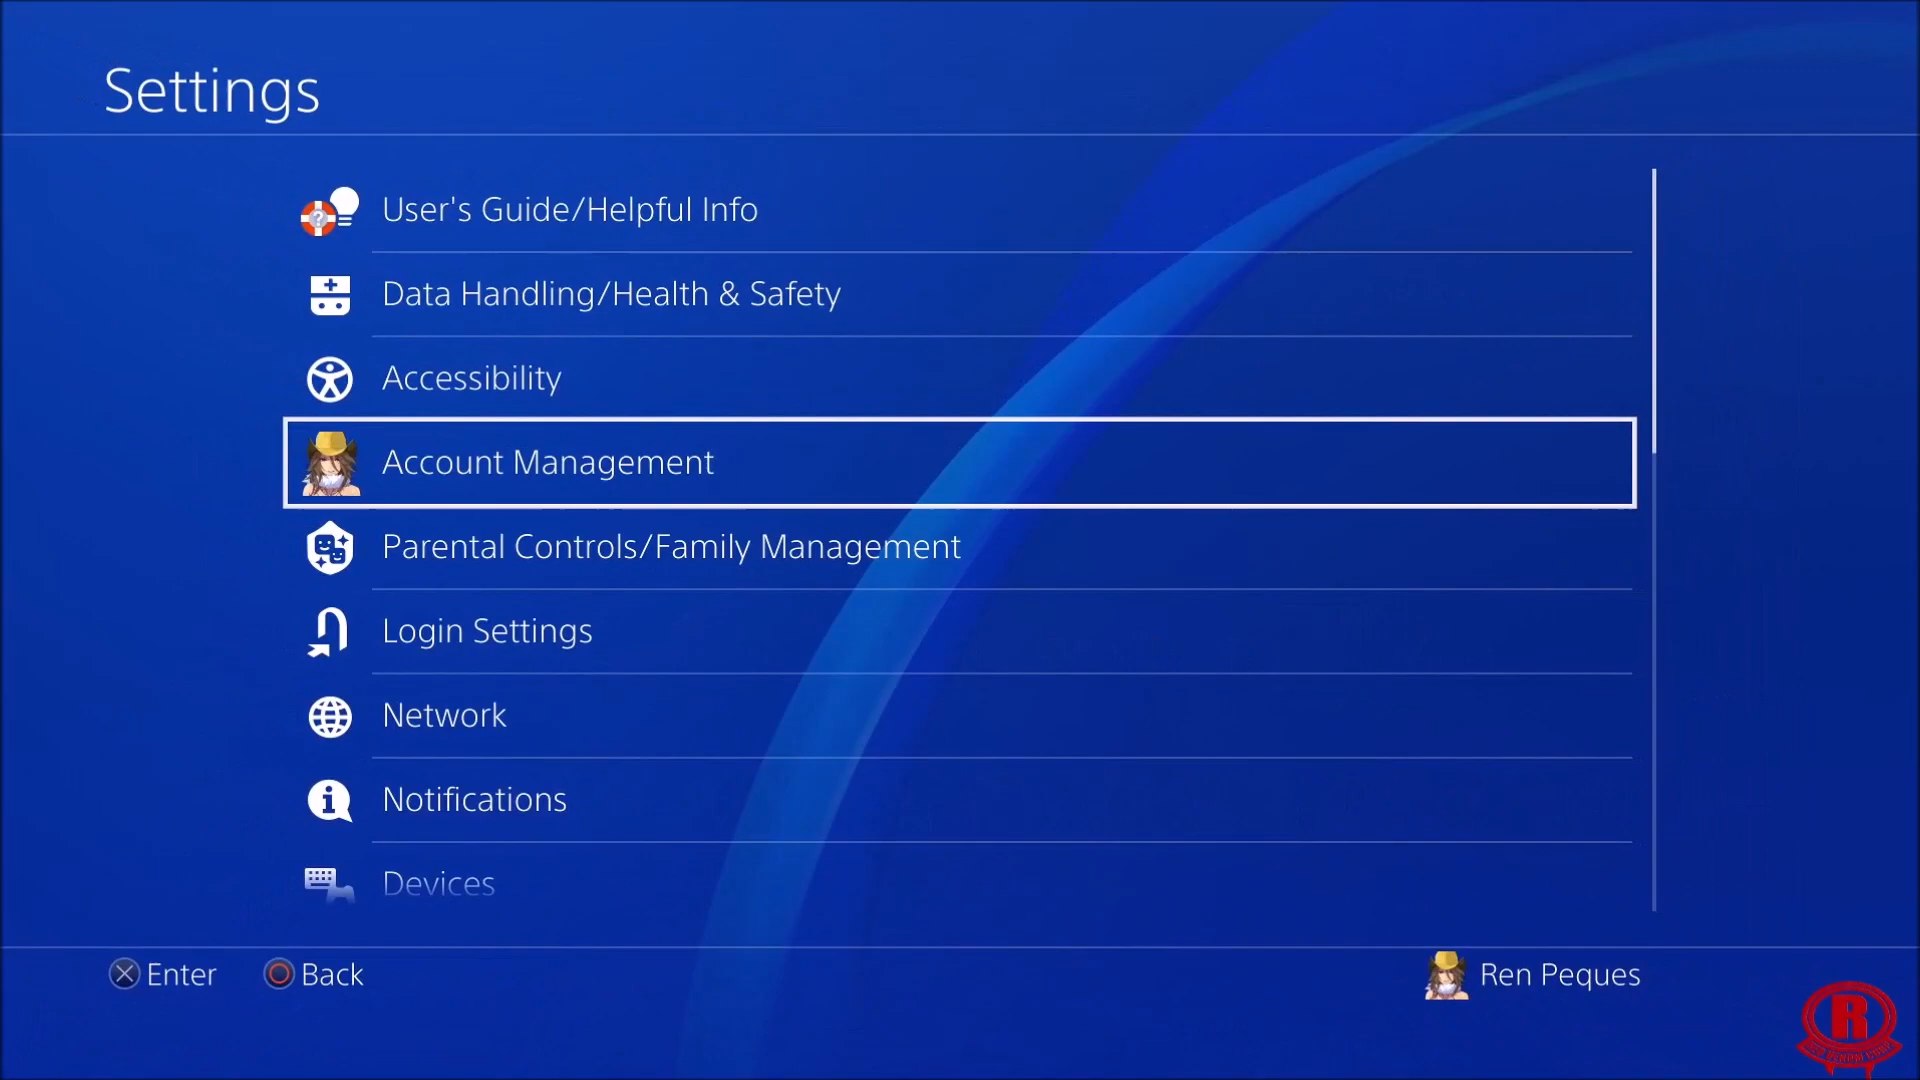 Settings
User's Guide/Helpful Info
Data Handling/Health & Safety
Accessibility
Account Management
Parental Controls/Family Management
Login Settings
Network
Notifications
Devices
Enter Back
Ren Peques
R